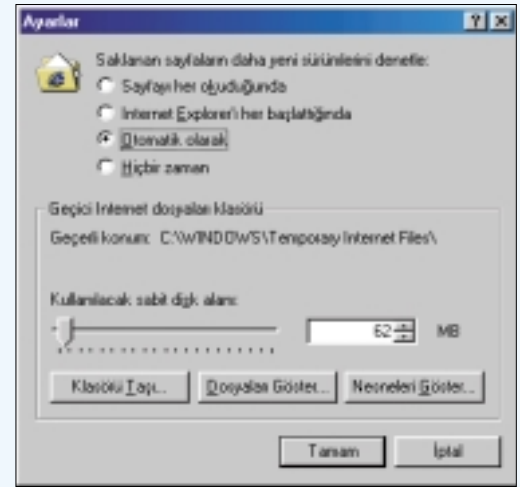 Ayarlar
Saklanan sayfaların daha yeni sürümlerini denetle:
Sayfayı her okuduğunda
Internet Explorer'ı her başlattığında
Otomatik olarak
Hiçbir zaman
Geçici Internet dosyaları klasörü
Geçerli konum: C:\WINDOWS\Temporary Internet Files\
Kullanılacak sabit disk alanı:
62 MB
Klasörü Taşı... Dosyaları Göster... Nesneleri Göster...
Tamam İptal